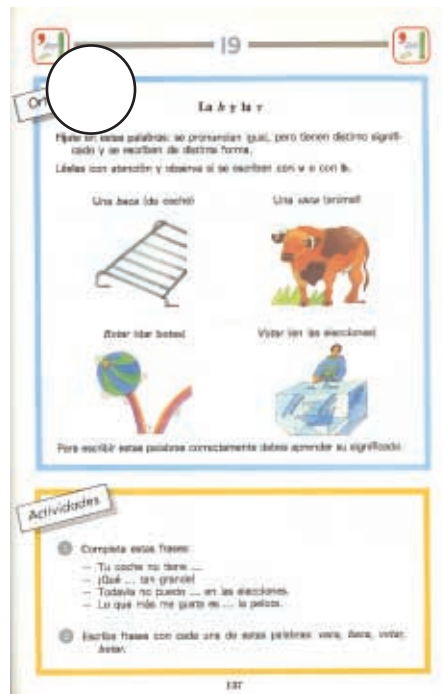 19
La b y la v
Fíjate en estas palabras: se pronuncian igual, pero tienen distinto signifi-
cado y se escriben de distinta forma.
Léelas con atención y observa si se escriben con v o con b.
Una baca (de coche) Una vaca (animal)
Botar (dar botes) Votar (en las elecciones)
Para escribir estas palabras correctamente debes aprender su significado.
Actividades
1 Completa estas frases:
— Tu coche no tiene ...
— ¡Qué ... tan grande!
— Todavía no puedo ... en las elecciones.
— Lo que más me gusta es ... la pelota.
2 Escribe frases con cada una de estas palabras: vaca, baca, votar,
botar.
137